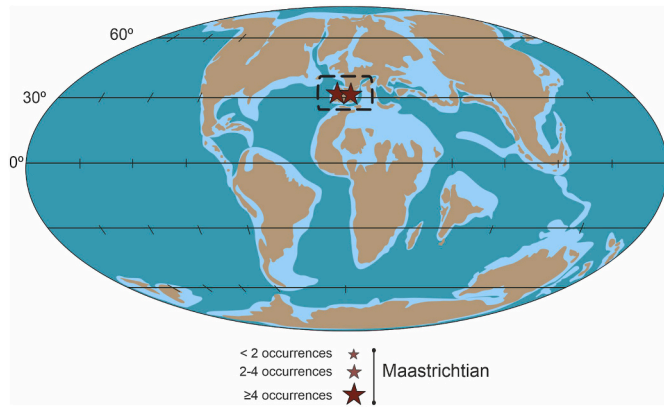 60º
30º
0º
< 2 occurrences
2-4 occurrences
Maastrichtian
≥4 occurrences